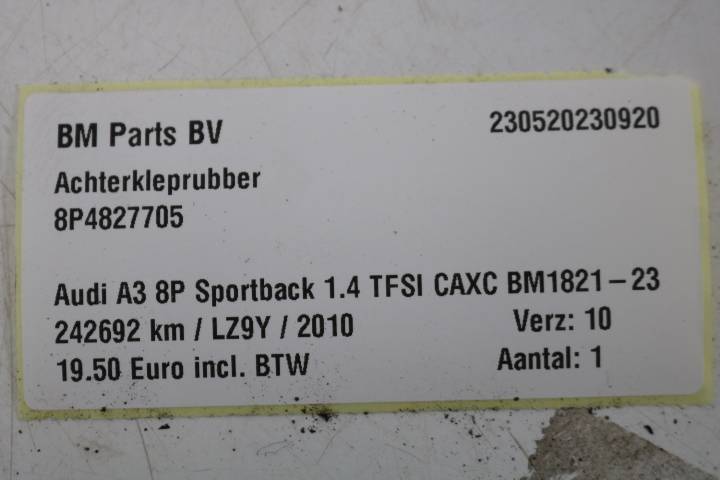 BM Parts BV 230520230920
Achterkleprubber
8P4827705
Audi A3 8P Sportback 1.4 TFSI CAXC BM1821-23
242692 km / LZ9Y / 2010 Verz: 10
19.50 Euro incl. BTW Aantal: 1